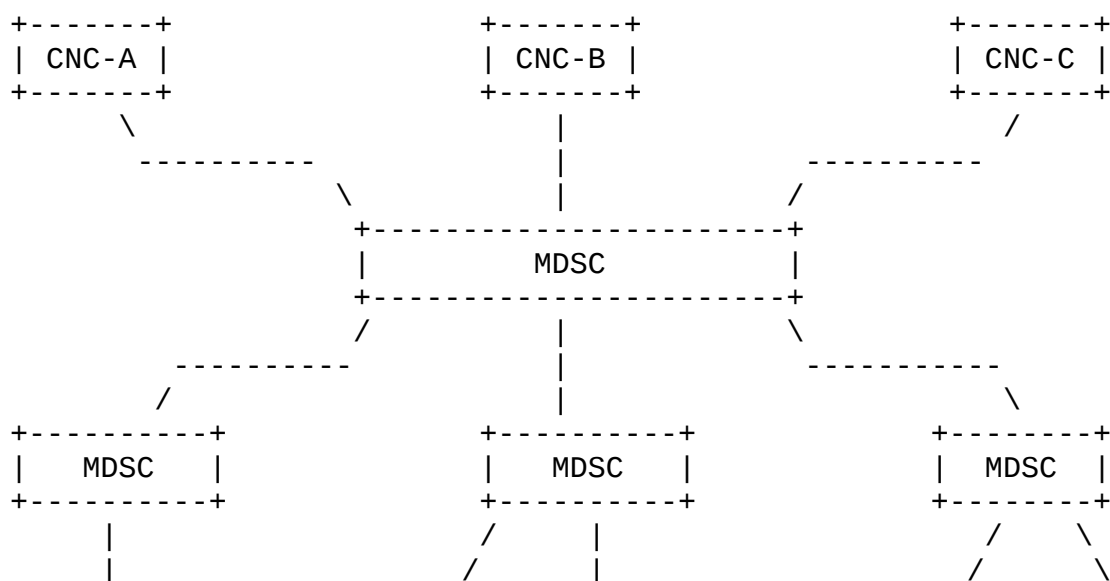 +-------+                 +-------+                 +-------+
| CNC-A |                 | CNC-B |                 | CNC-C |
+-------+                 +-------+                 +-------+
      \                       |                        /
       ----------             |             ----------
                 \            |            /
                  +-----------------------+
                  |         MDSC          |
                  +-----------------------+
                  /           |           \
        ----------            |            -----------
       /                      |                       \
+----------+              +----------+             +--------+
|   MDSC   |              |   MDSC   |             |  MDSC  |
+----------+              +----------+             +--------+
     |                    /     |                     /    \
     |                   /      |                    /      \